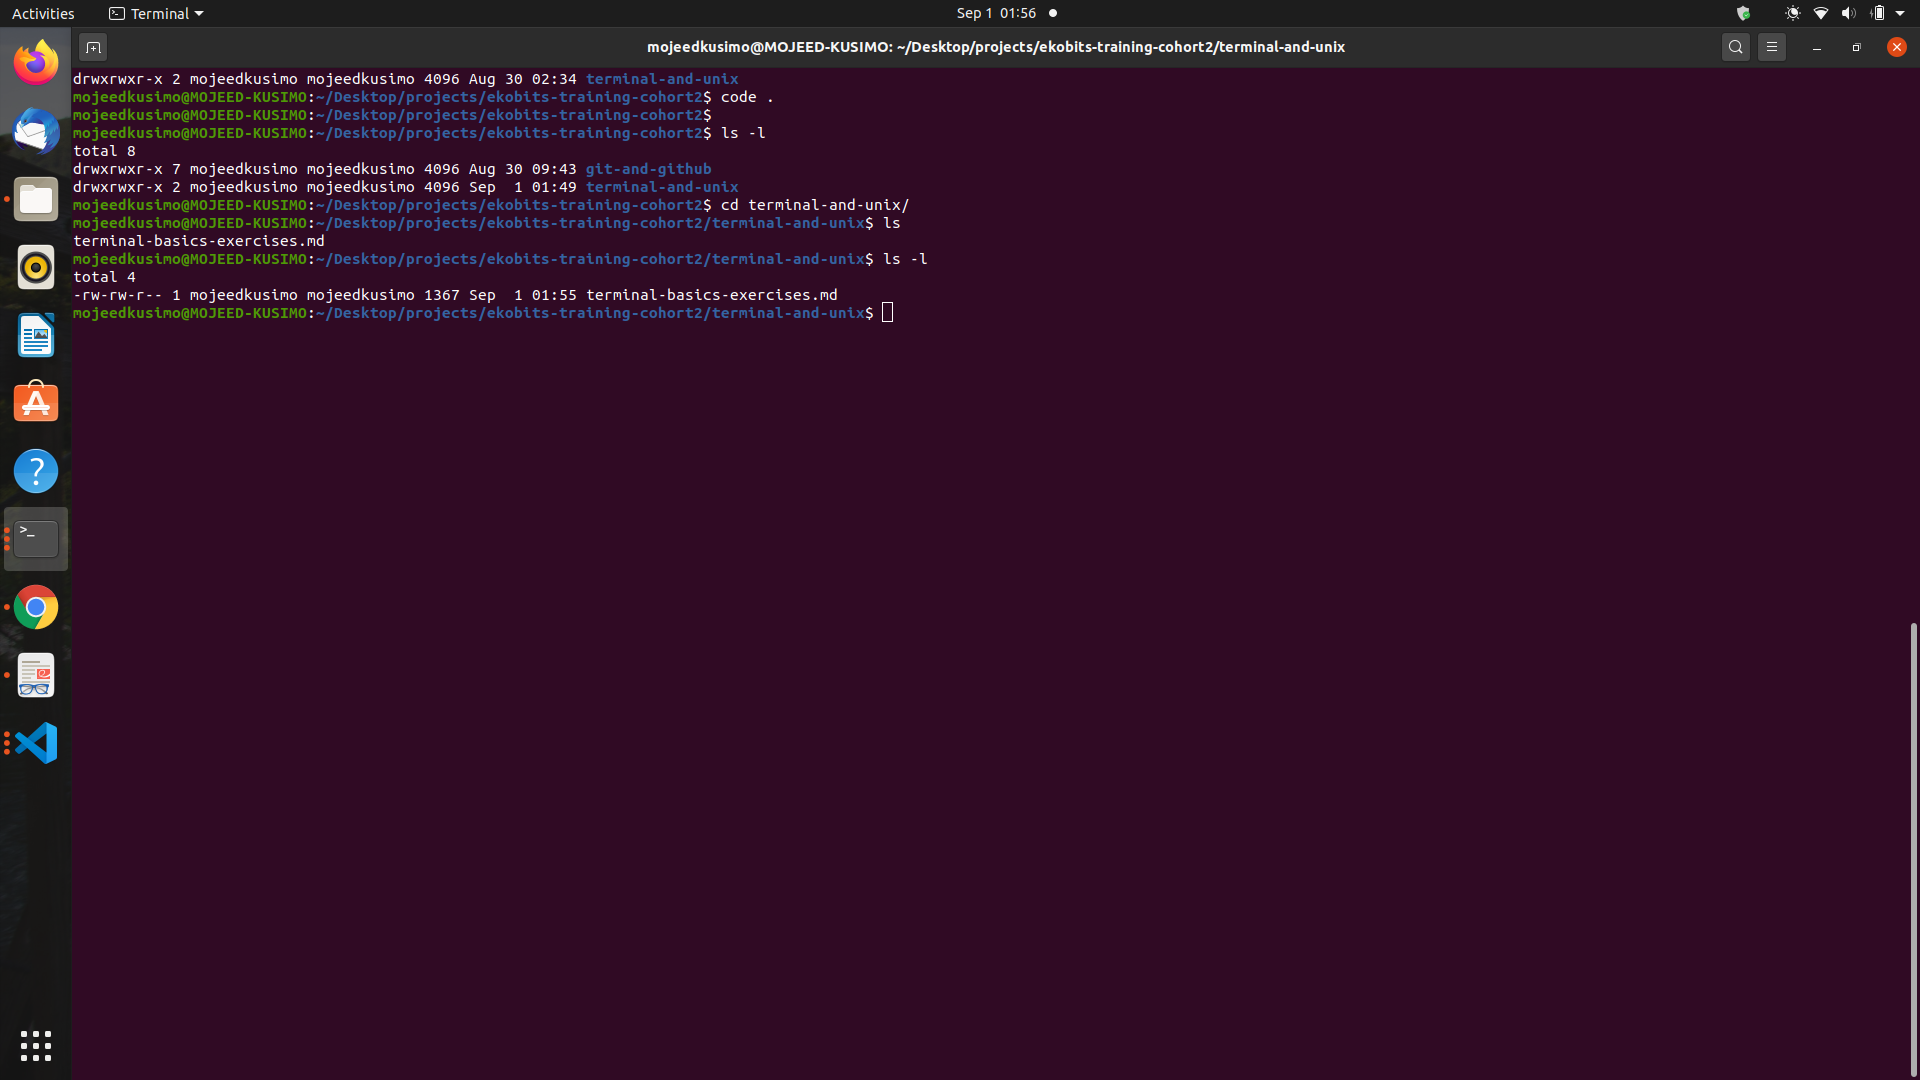 Activities Terminal Sep 1 01:56
mojeedkusimo@MOJEED-KUSIMO: ~/Desktop/projects/ekobits-training-cohort2/terminal-and-unix
drwxrwxr-x 2 mojeedkusimo mojeedkusimo 4096 Aug 30 02:34 terminal-and-unix
mojeedkusimo@MOJEED-KUSIMO:~/Desktop/projects/ekobits-training-cohort2$ code .
mojeedkusimo@MOJEED-KUSIMO:~/Desktop/projects/ekobits-training-cohort2$
mojeedkusimo@MOJEED-KUSIMO:~/Desktop/projects/ekobits-training-cohort2$ ls -l
total 8
drwxrwxr-x 7 mojeedkusimo mojeedkusimo 4096 Aug 30 09:43 git-and-github
drwxrwxr-x 2 mojeedkusimo mojeedkusimo 4096 Sep  1 01:49 terminal-and-unix
mojeedkusimo@MOJEED-KUSIMO:~/Desktop/projects/ekobits-training-cohort2$ cd terminal-and-unix/
mojeedkusimo@MOJEED-KUSIMO:~/Desktop/projects/ekobits-training-cohort2/terminal-and-unix$ ls
terminal-basics-exercises.md
mojeedkusimo@MOJEED-KUSIMO:~/Desktop/projects/ekobits-training-cohort2/terminal-and-unix$ ls -l
total 4
-rw-rw-r-- 1 mojeedkusimo mojeedkusimo 1367 Sep  1 01:55 terminal-basics-exercises.md
mojeedkusimo@MOJEED-KUSIMO:~/Desktop/projects/ekobits-training-cohort2/terminal-and-unix$